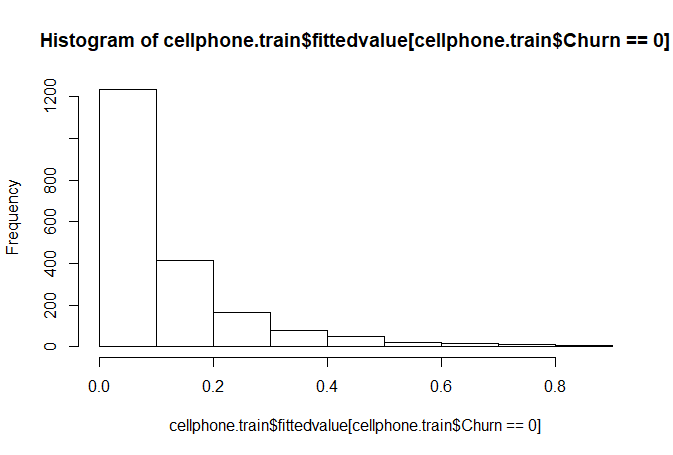 Histogram of cellphone.train$fittedvalue[cellphone.train$Churn == 0]
Frequency
1200
800
600
400
200
0
0.0 0.2 0.4 0.6 0.8
cellphone.train$fittedvalue[cellphone.train$Churn == 0]